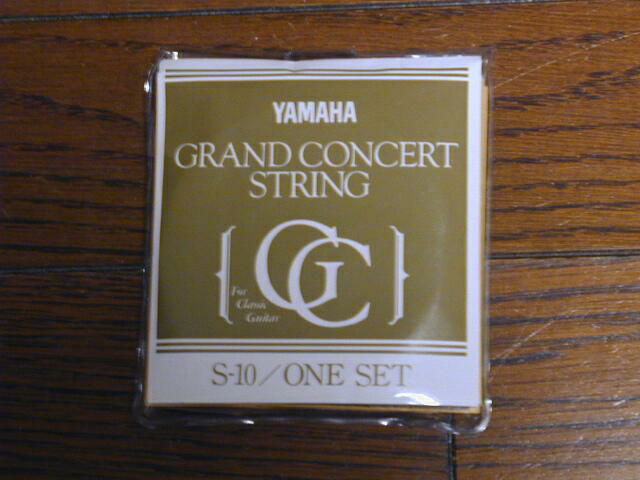 YAMAHA
GRAND CONCERT
STRING
GC
For
Classic
Guitar
S-10/ONE SET